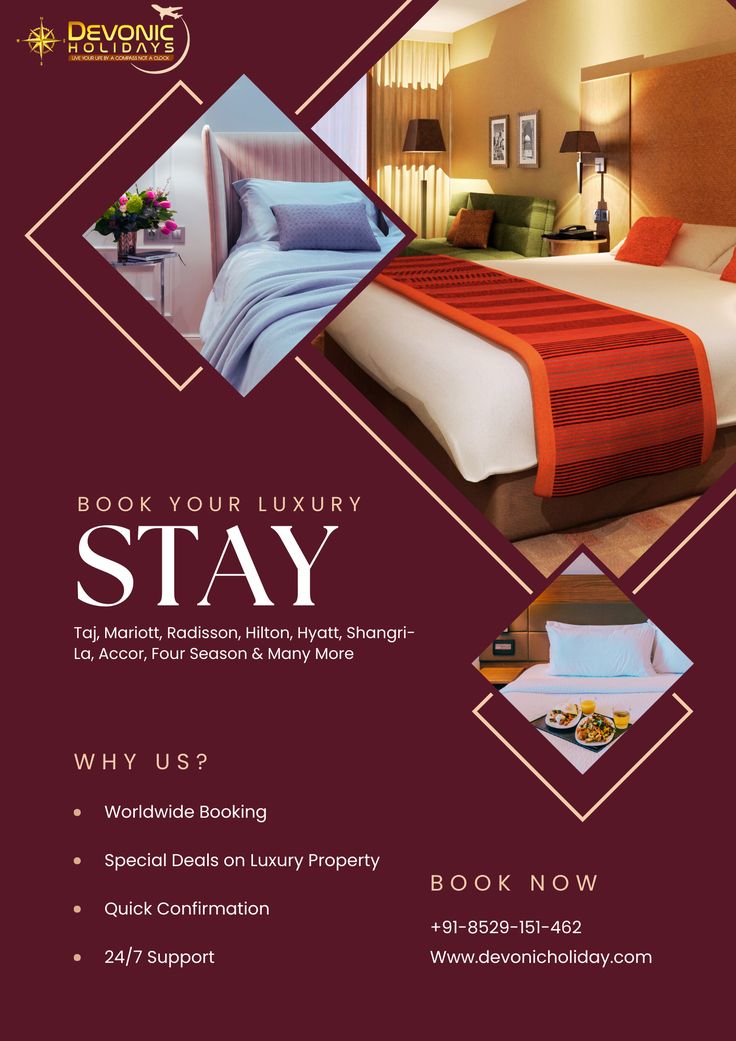 DEVONIC
HOLIDAYS
LIVE YOUR LIFE BY A COMPASS NOT A CLOCK
BOOK YOUR LUXURY
STAY
Taj, Mariott, Radisson, Hilton, Hyatt, Shangri-
La, Accor, Four Season & Many More
WHY US?
Worldwide Booking
Special Deals on Luxury Property
Quick Confirmation
24/7 Support
BOOK NOW
+91-8529-151-462
Www.devonicholiday.com